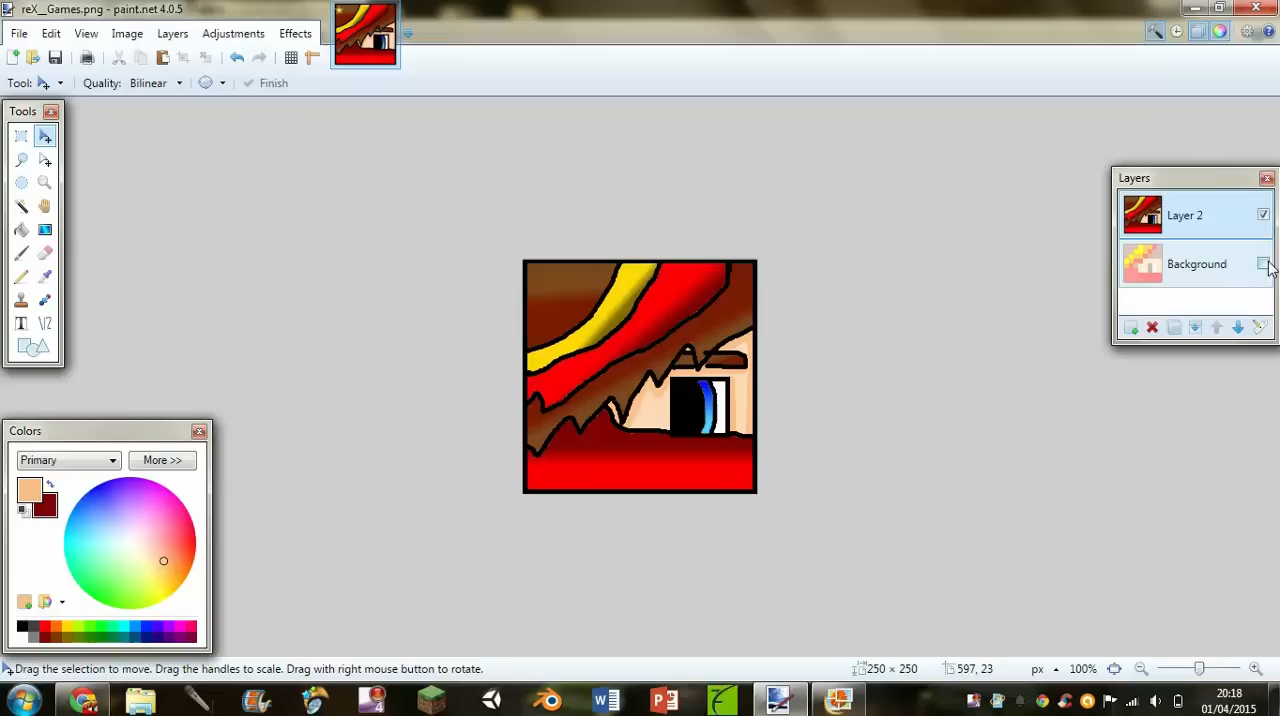 reX__Games.png - paint.net 4.0.5
File Edit View Image Layers Adjustments Effects
Tool: Quality: Bilinear Finish
Tools
Layers
Layer 2
Background
Colors
Primary More >>
Drag the selection to move. Drag the handles to scale. Drag with right mouse button to rotate. 250 × 250 597, 23 px 100%
20:18
01/04/2015